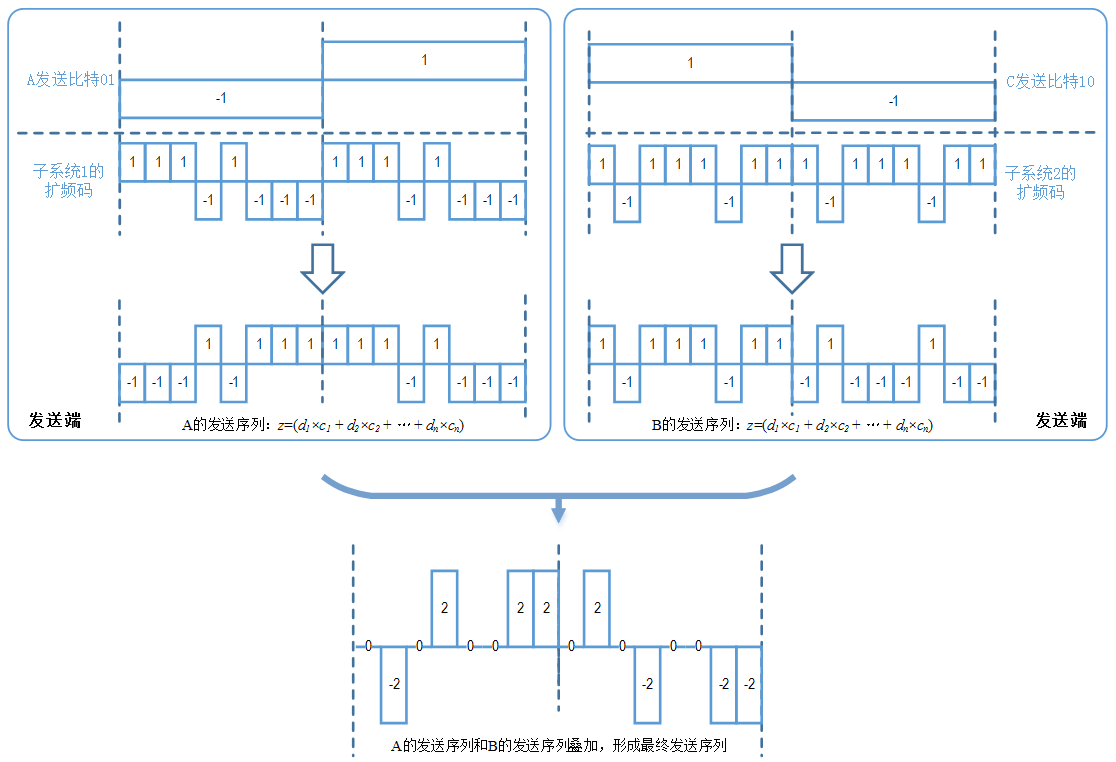 A发送比特01
1
-1
子系统1的
扩频码
1 1 1 -1 1 -1 -1 -1 1 1 1 -1 1 -1 -1 -1
-1 -1 -1 1 -1 1 1 1 1 1 1 -1 1 -1 -1 -1
发送端
A的发送序列：z=(d1×c1 + d2×c2 + ··· + dn×cn)
1
-1
C发送比特10
1 -1 1 1 1 -1 1 1 1 -1 1 1 1 -1 1 1
子系统2的
扩频码
1 -1 1 1 1 -1 1 1 -1 1 -1 -1 -1 1 -1 -1
B的发送序列：z=(d1×c1 + d2×c2 + ··· + dn×cn)
发送端
0 -2 0 2 0 0 2 2 0 2 0 -2 0 0 -2 -2
A的发送序列和B的发送序列叠加，形成最终发送序列